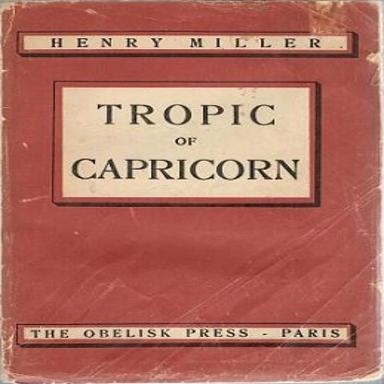 HENRY MILLER
TROPIC
OF
CAPRICORN
THE OBELISK PRESS - PARIS